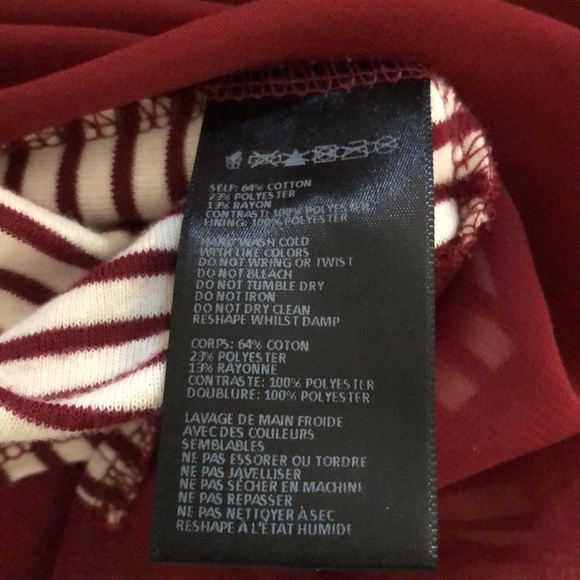 SELF: 64% COTTON
23% POLYESTER
13% RAYON
CONTRAST: 100% POLYESTER
LINING: 100% POLYESTER
HAND WASH COLD
WITH LIKE COLORS
DO NOT WRING OR TWIST
DO NOT BLEACH
DO NOT TUMBLE DRY
DO NOT IRON
DO NOT DRY CLEAN
RESHAPE WHILST DAMP
CORPS: 64% COTON
23% POLYESTER
13% RAYONNE
CONTRASTE: 100% POLYESTER
DOUBLURE: 100% POLYESTER
LAVAGE DE MAIN FROIDE
AVEC DES COULEURS
SEMBLABLES
NE PAS ESSORER OU TORDRE
NE PAS JAVELLISER
NE PAS SÉCHER EN MACHINE
NE PAS REPASSER
NE PAS NETTOYER À SEC
RESHAPE À L'ÉTAT HUMIDE